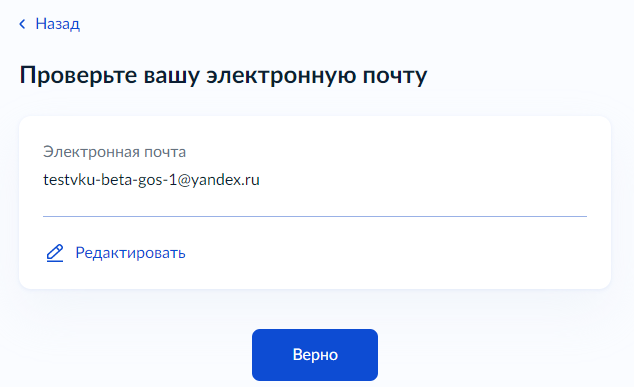 Назад
Проверьте вашу электронную почту
Электронная почта
testvku-beta-gos-1@yandex.ru
Редактировать
Верно